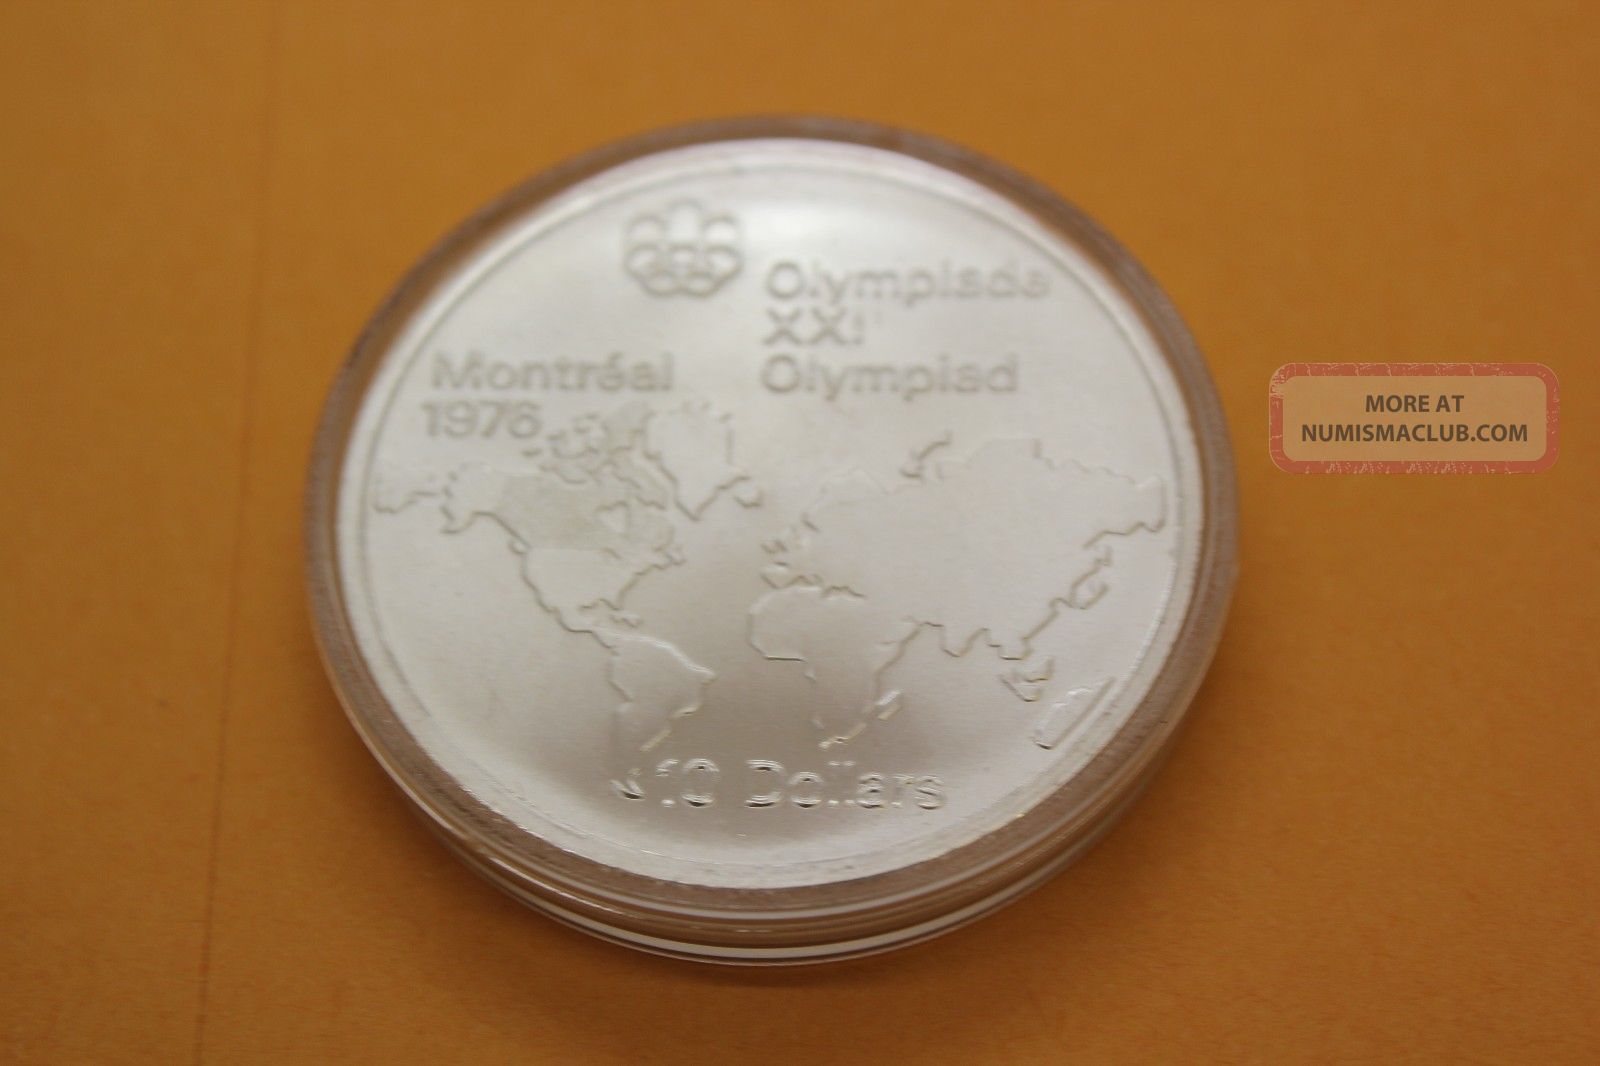 Olympiade
XXI
Olympiad
Montréal
1976
10 Dollars
MORE AT
NUMISMACLUB.COM